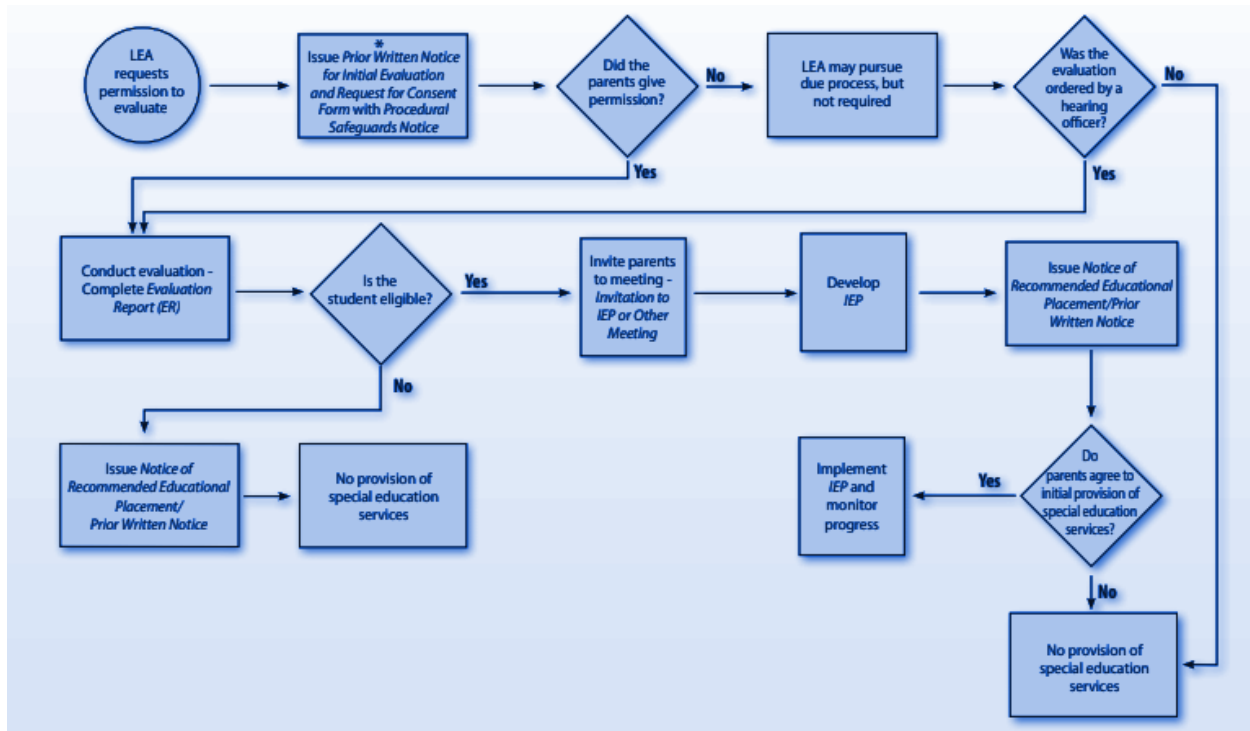 LEA
requests
permission to
evaluate
*
Issue Prior Written Notice
for Initial Evaluation
and Request for Consent
Form with Procedural
Safeguards Notice
Did the
parents give
permission?
No
LEA may pursue
due process, but
not required
Was the
evaluation
ordered by a
hearing
officer?
No
Yes
Yes
Conduct evaluation -
Complete Evaluation
Report (ER)
Is the
student eligible?
Yes
Invite parents
to meeting -
Invitation to
IEP or Other
Meeting
Develop
IEP
Issue Notice of
Recommended Educational
Placement/Prior
Written Notice
No
Issue Notice of
Recommended Educational
Placement/
Prior Written Notice
No provision of
special education
services
Implement
IEP and
monitor
progress
Yes
Do
parents agree to
initial provision of
special education
services?
No
No provision of
special education
services